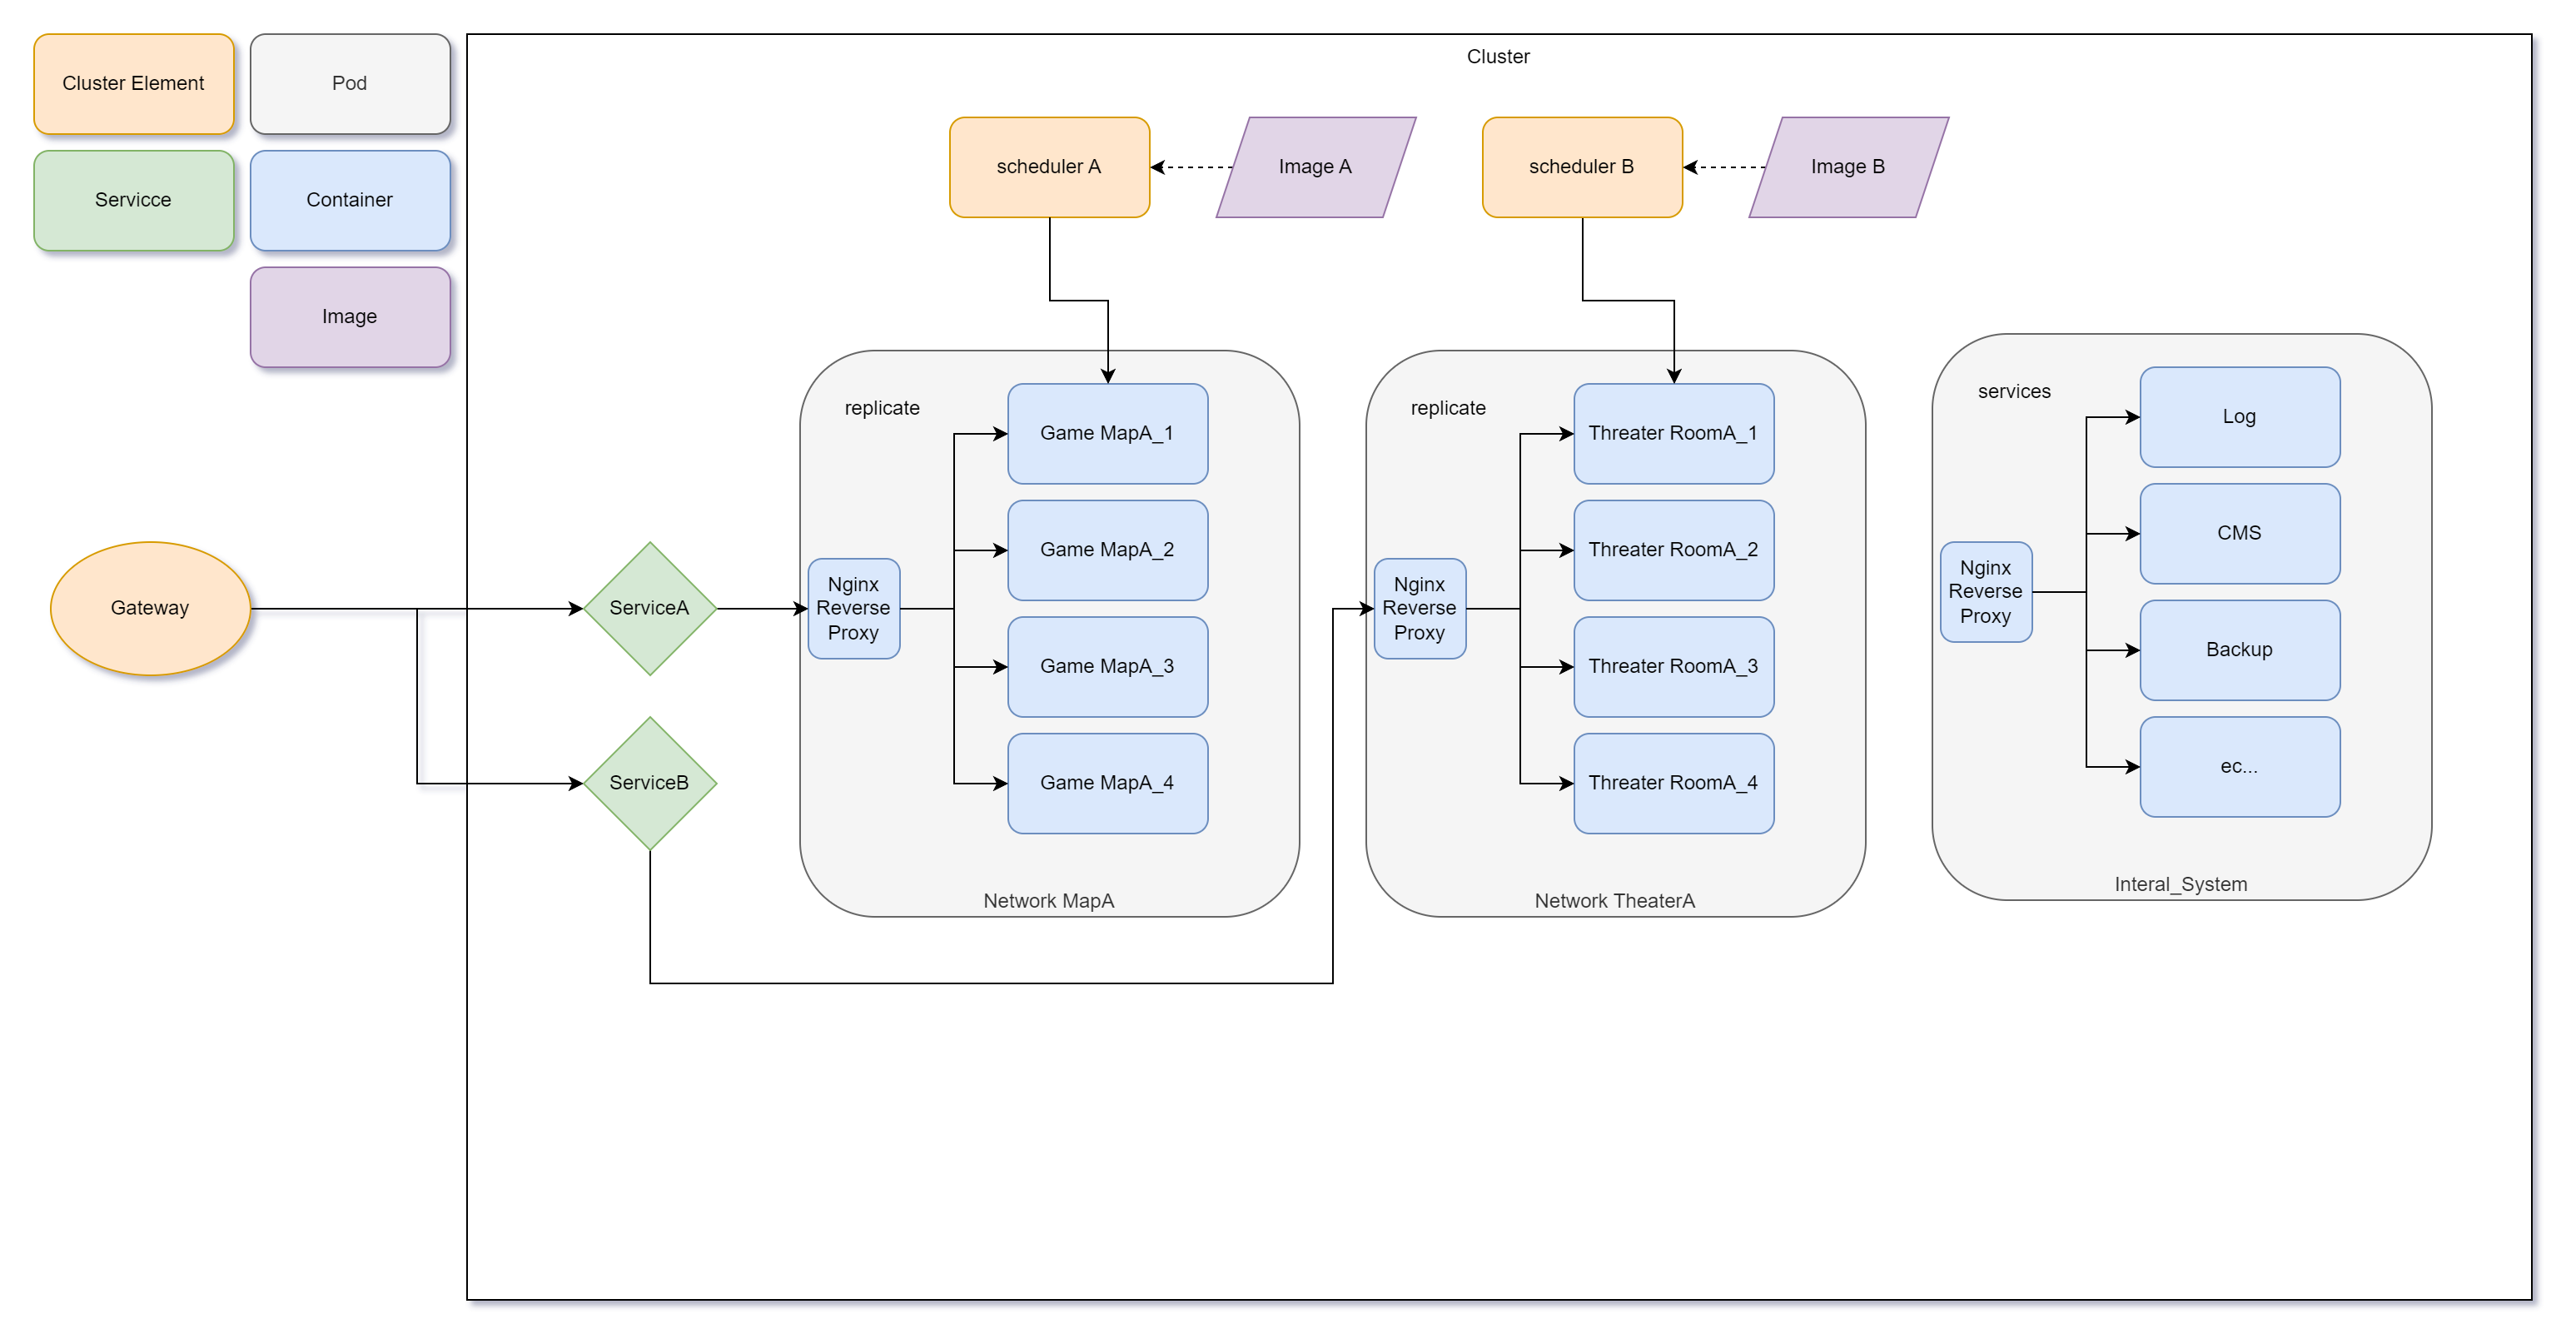 Cluster Element
Pod
Servicce
Container
Image
Cluster
scheduler A
Image A
scheduler B
Image B
Gateway
ServiceA
ServiceB
replicate
Nginx
Reverse
Proxy
Game MapA_1
Game MapA_2
Game MapA_3
Game MapA_4
Network MapA
replicate
Nginx
Reverse
Proxy
Threater RoomA_1
Threater RoomA_2
Threater RoomA_3
Threater RoomA_4
Network TheaterA
services
Nginx
Reverse
Proxy
Log
CMS
Backup
ec...
Interal_System